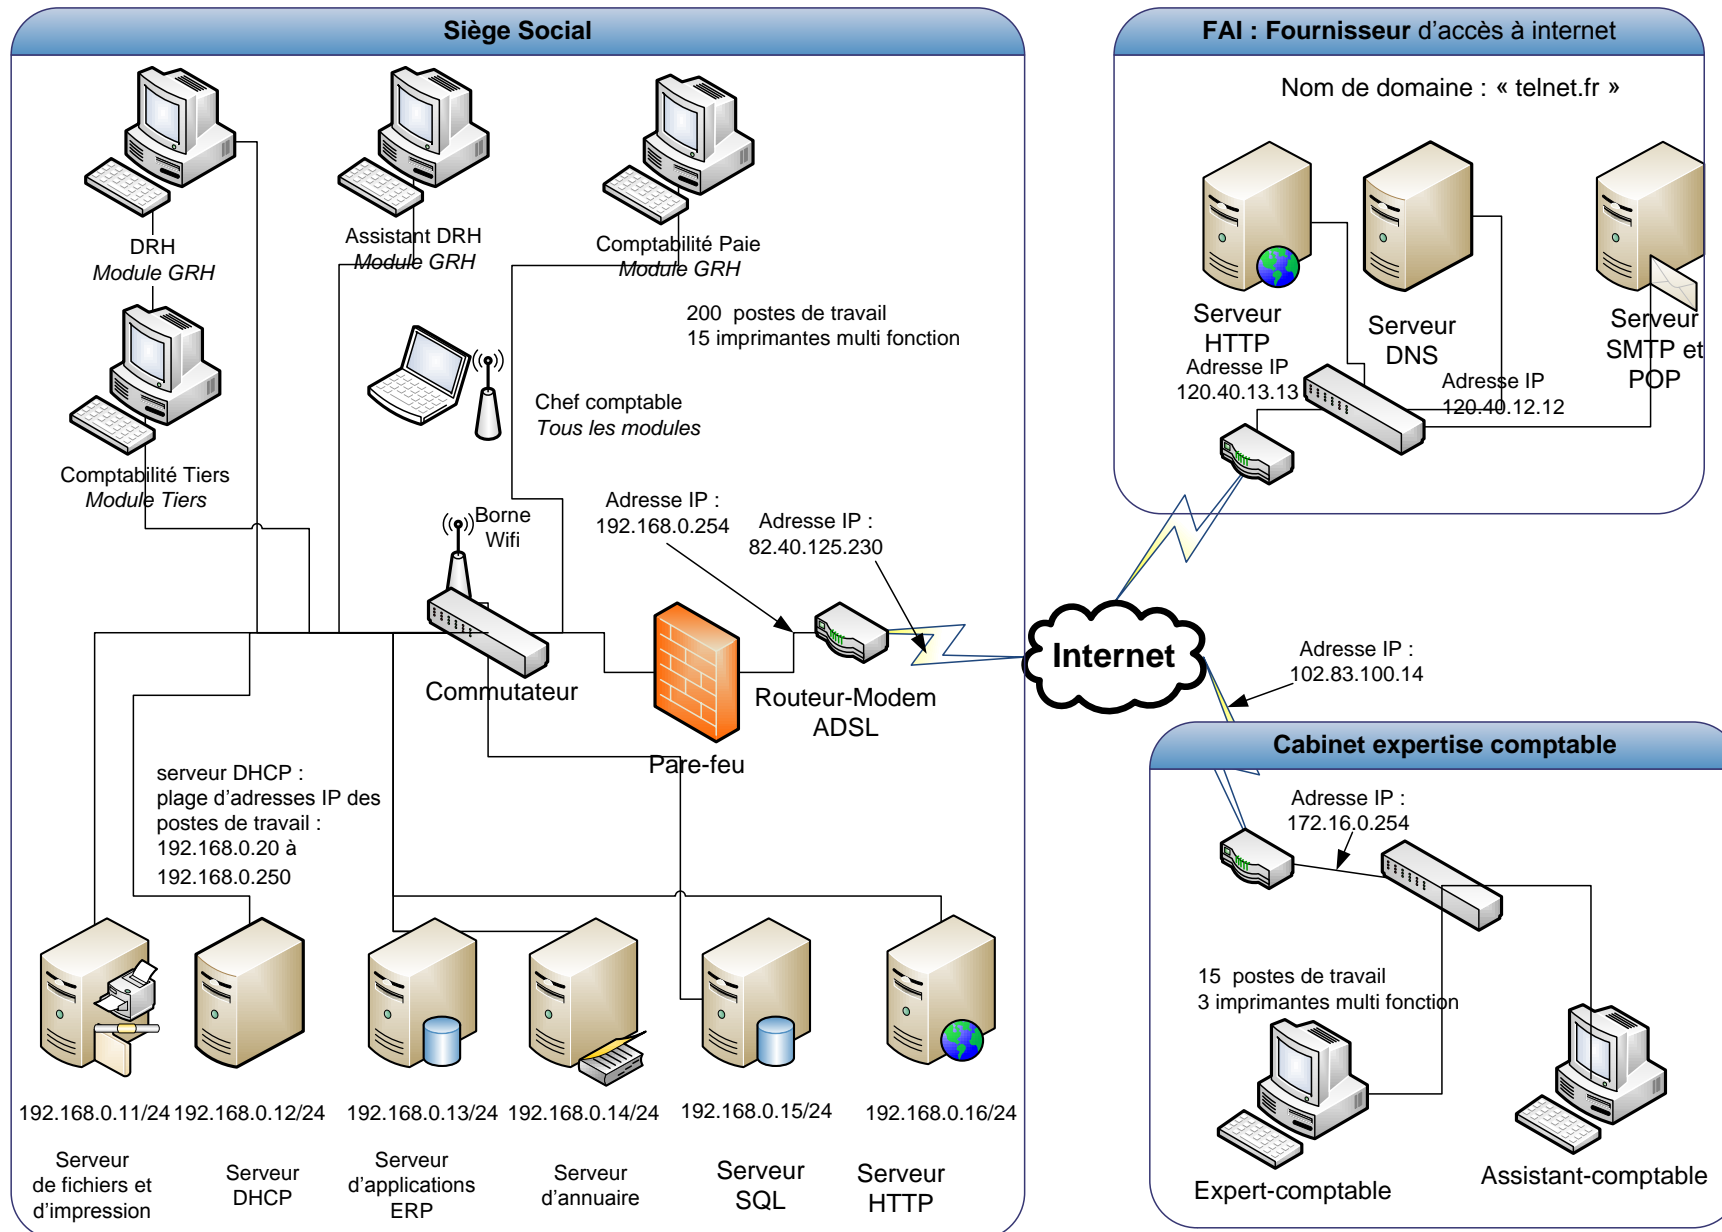 Siège Social
DRH
Module GRH
Assistant DRH
Module GRH
Comptabilité Paie
Module GRH
200  postes de travail
15 imprimantes multi fonction
Chef comptable
Tous les modules
Comptabilité Tiers
Module Tiers
Borne
Wifi
Adresse IP :
192.168.0.254
Adresse IP :
82.40.125.230
Commutateur
Pare-feu
Routeur-Modem
ADSL
serveur DHCP :
plage d'adresses IP des
postes de travail :
192.168.0.20 à
192.168.0.250
192.168.0.11/24
192.168.0.12/24
192.168.0.13/24
192.168.0.14/24
192.168.0.15/24
192.168.0.16/24
Serveur
de fichiers et
d'impression
Serveur
DHCP
Serveur
d'applications
ERP
Serveur
d'annuaire
Serveur
SQL
Serveur
HTTP
FAI : Fournisseur d'accès à internet
Nom de domaine : « telnet.fr »
Serveur
HTTP
Adresse IP
120.40.13.13
Serveur
DNS
Adresse IP
120.40.12.12
Serveur
SMTP et
POP
Internet
Adresse IP :
102.83.100.14
Cabinet expertise comptable
Adresse IP :
172.16.0.254
15  postes de travail
3 imprimantes multi fonction
Expert-comptable
Assistant-comptable